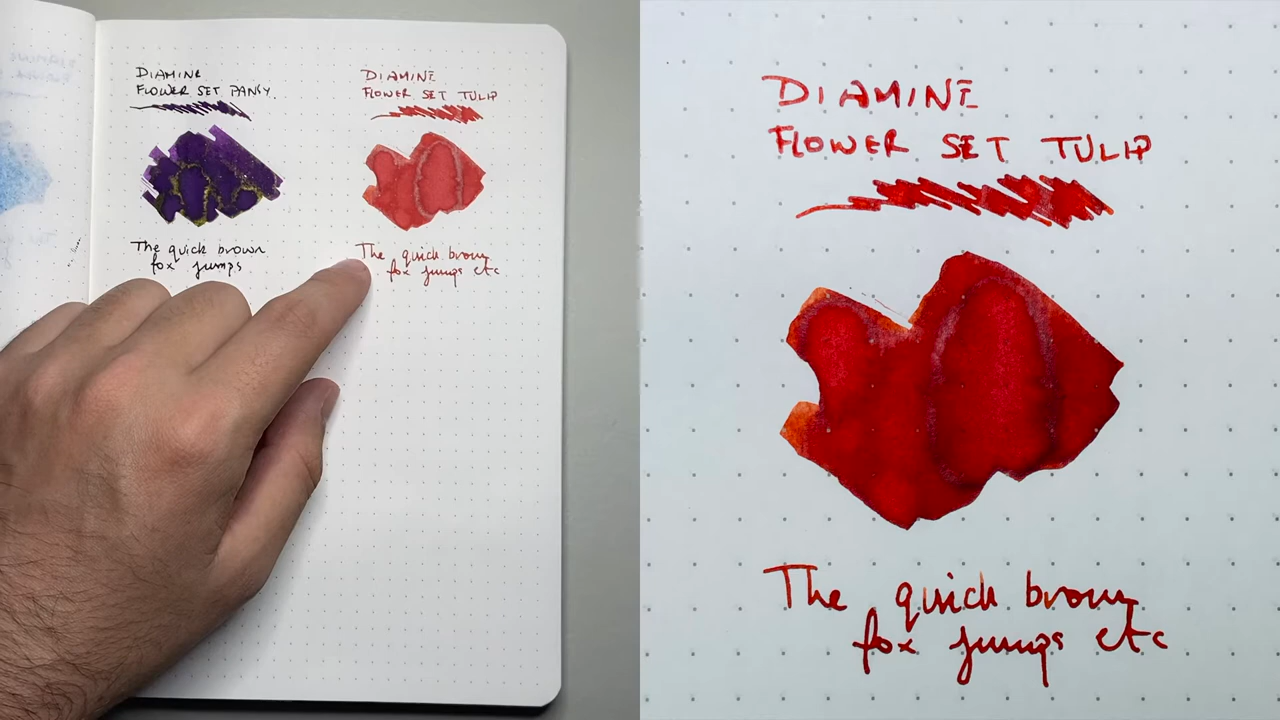 DIAMINE
FLOWER SET PANSY.
The quick brown
fox jumps
DIAMINE
FLOWER SET TULIP
The quick brown
fox jumps etc
DIAMINE
FLOWER SET TULIP
The quick brown
fox jumps etc